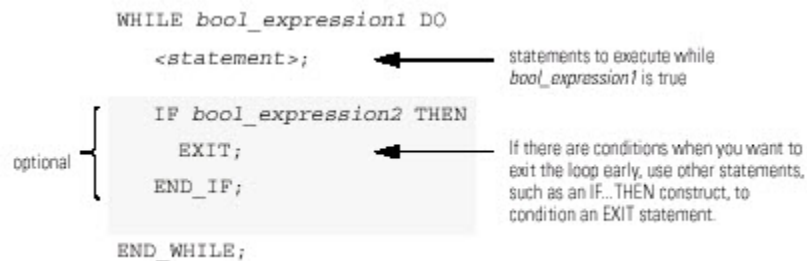 WHILE bool_expression1 DO
<statement>;
statements to execute while
bool_expression1 is true
optional
IF bool_expression2 THEN
EXIT;
END_IF;
If there are conditions when you want to
exit the loop early, use other statements,
such as an IF...THEN construct, to
condition an EXIT statement.
END_WHILE;